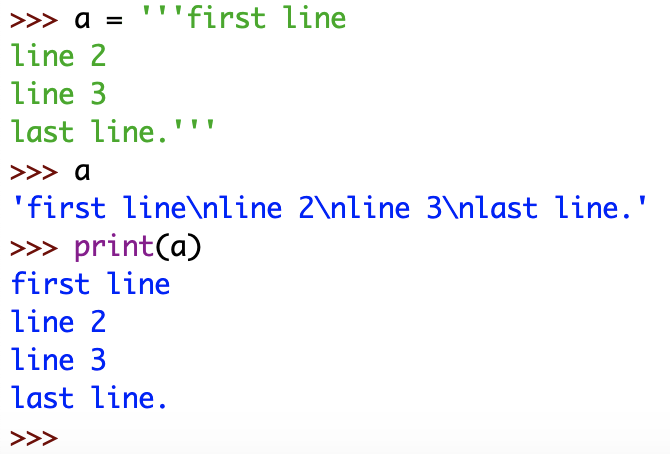 >>> a = '''first line
line 2
line 3
last line.'''
>>> a
'first line\nline 2\nline 3\nlast line.'
>>> print(a)
first line
line 2
line 3
last line.
>>>